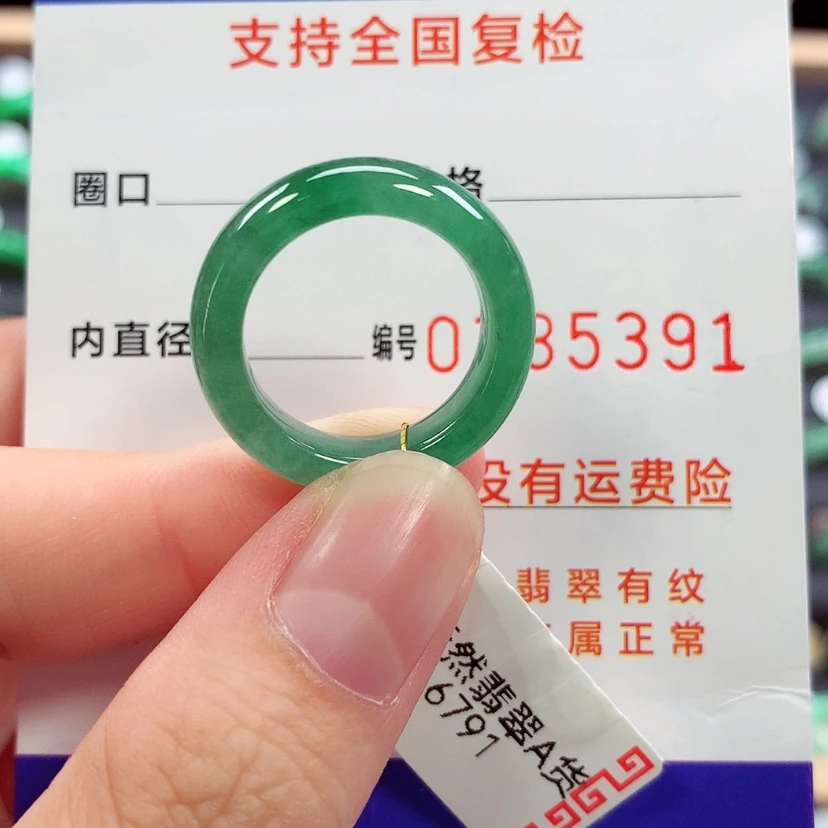 支持全国复检
圈口 格
内直径 编号 0 35391
没有运费险
翡翠有纹
属正常
然翡翠A货
6791